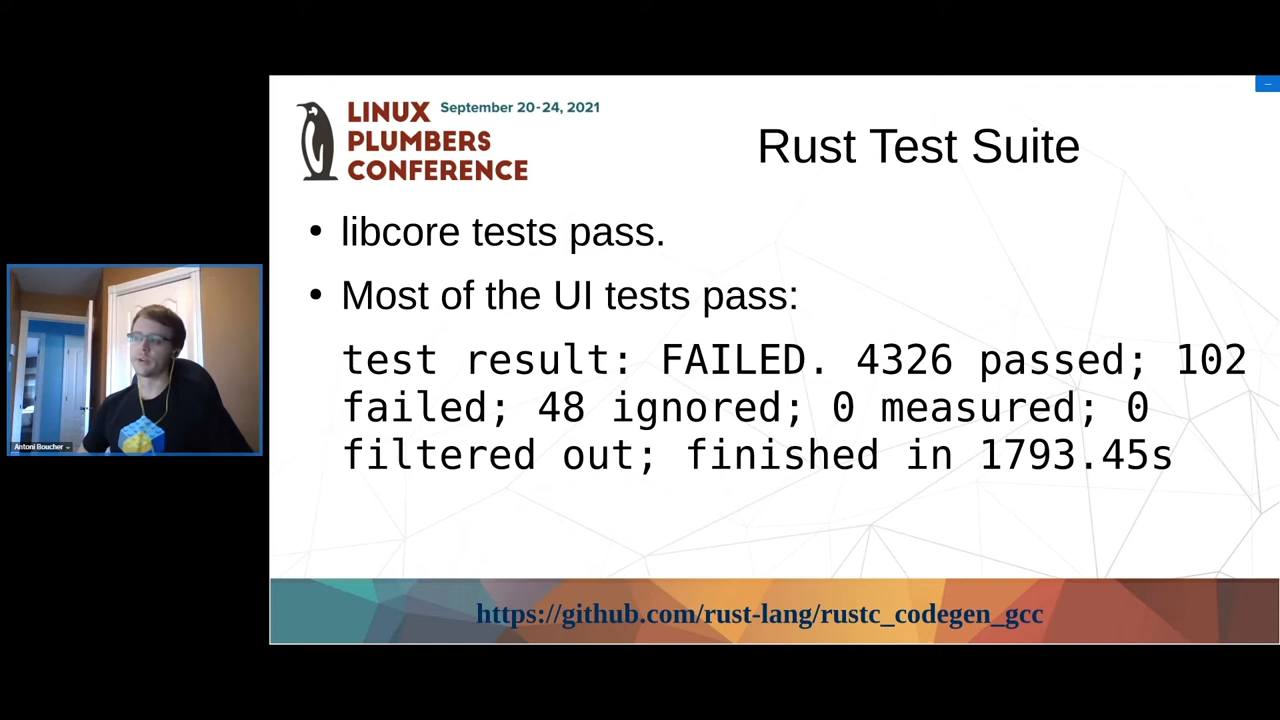 LINUX September 20-24, 2021
PLUMBERS
CONFERENCE
Rust Test Suite
• libcore tests pass.
• Most of the UI tests pass:
test result: FAILED. 4326 passed; 102
failed; 48 ignored; 0 measured; 0
filtered out; finished in 1793.45s
Antoni Boucher
https://github.com/rust-lang/rustc_codegen_gcc